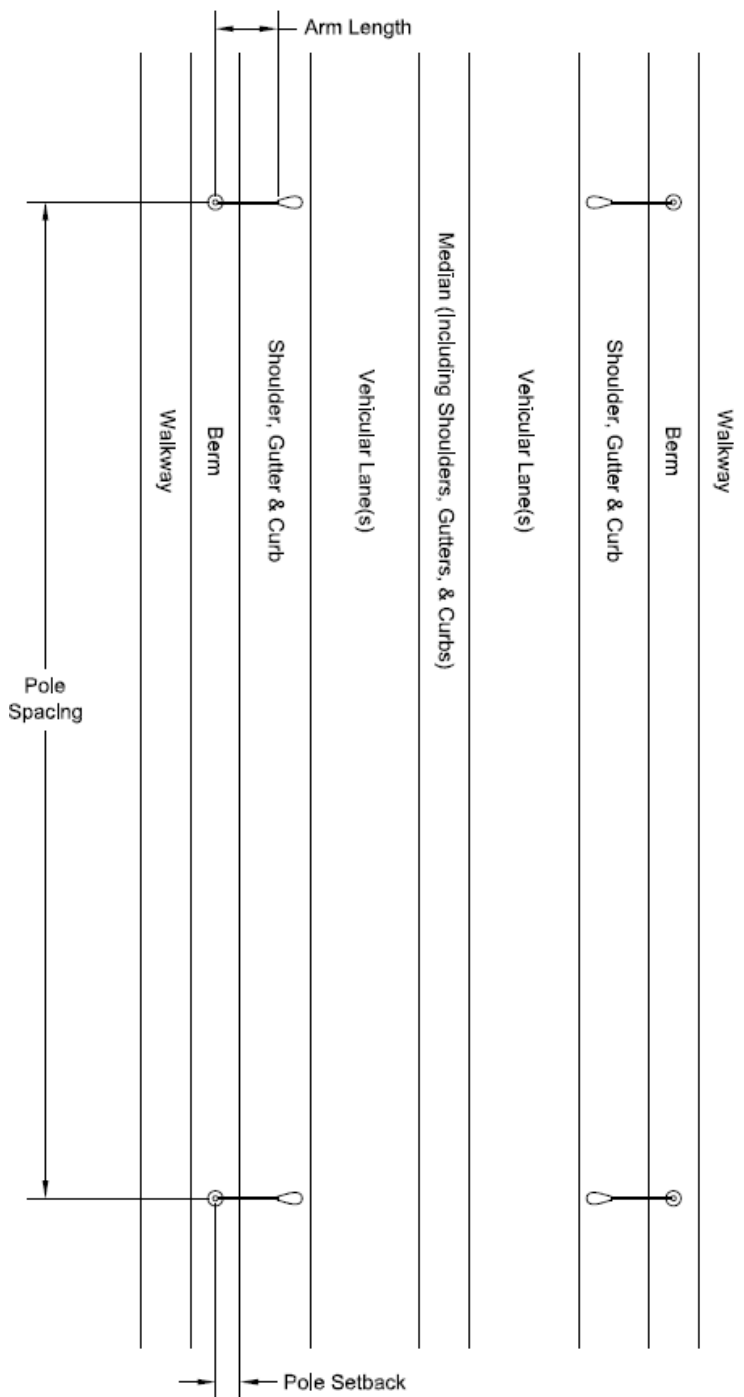 Arm Length
Median (Including Shoulders, Gutters, & Curbs)
Shoulder, Gutter & Curb
Shoulder, Gutter & Curb
Vehicular Lane(s)
Vehicular Lane(s)
Walkway
Berm
Berm
Walkway
Pole
Spacing
Pole Setback